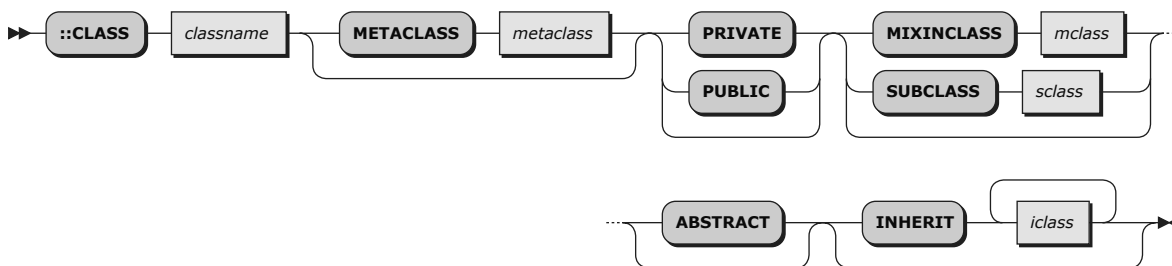 ::CLASS classname METACLASS metaclass PRIVATE MIXINCLASS mclass
PUBLIC SUBCLASS sclass
ABSTRACT INHERIT iclass